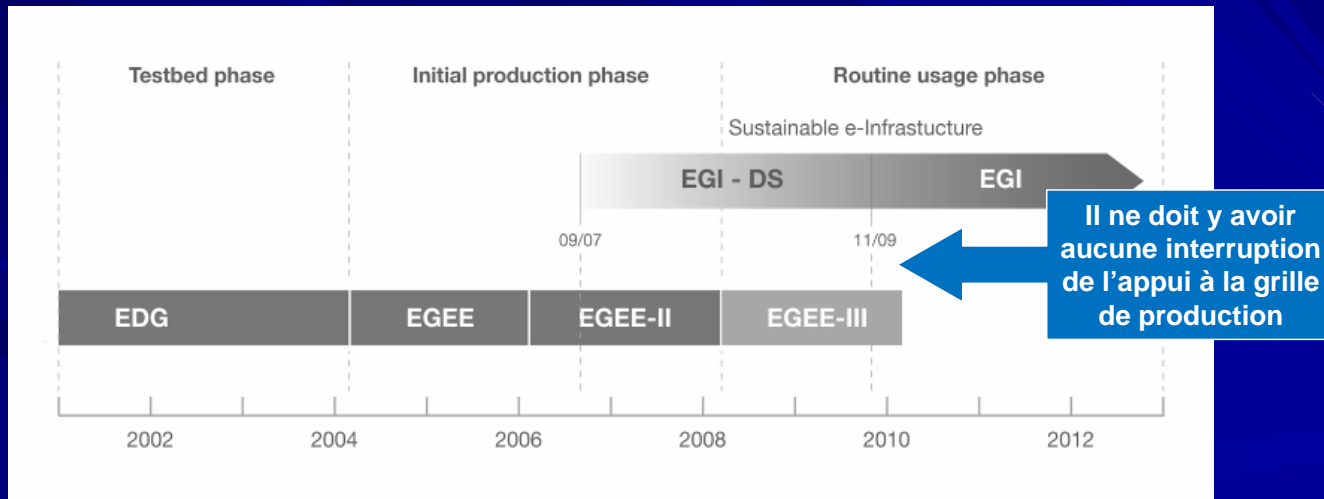 Testbed phase
Initial production phase
Routine usage phase
Sustainable e-Infrastucture
EGI - DS
EGI
Il ne doit y avoir
aucune interruption
de l'appui à la grille
de production
09/07
11/09
EDG
EGEE
EGEE-II
EGEE-III
2002
2004
2006
2008
2010
2012